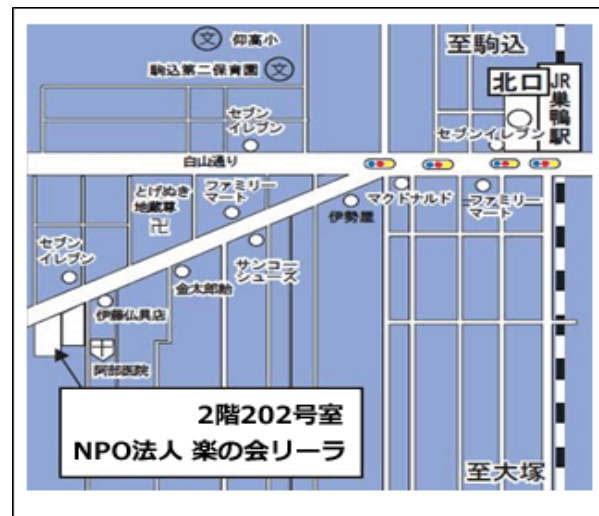 文
仰高小
至駒込
駒込第二保育園
文
北口
JR
巣鴨駅
セブン
イレブン
セブンイレブン
白山通り
とげぬき
地蔵尊
卍
ファミリー
マート
マクドナルド
ファミリー
マート
伊勢屋
セブン
イレブン
サンコー
シューズ
金太郎飴
伊藤仏具店
阿部医院
2階202号室
NPO法人 楽の会リーラ
至大塚